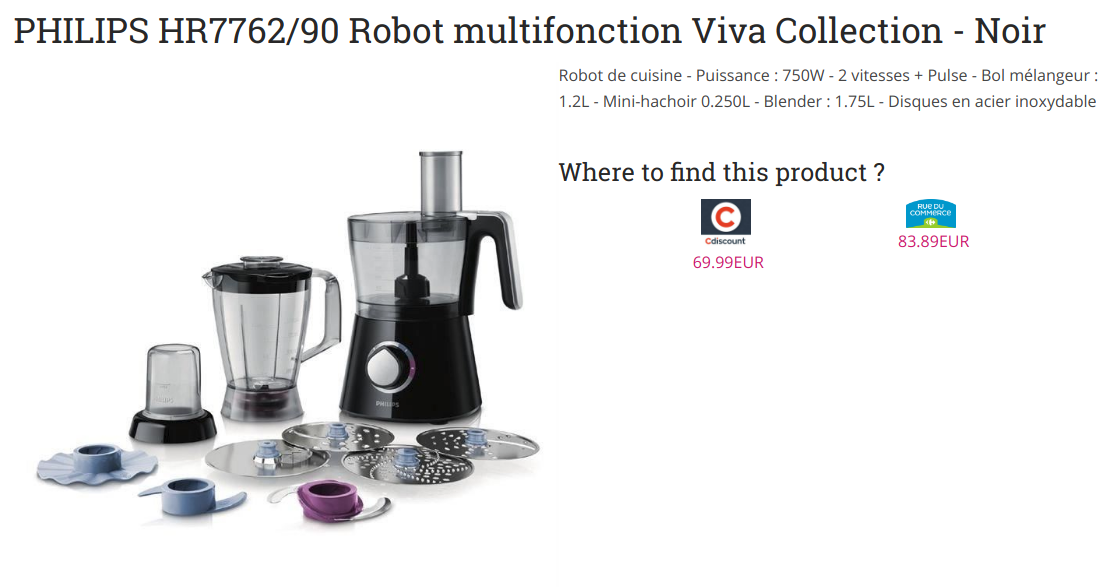 PHILIPS HR7762/90 Robot multifonction Viva Collection - Noir
Robot de cuisine - Puissance : 750W - 2 vitesses + Pulse - Bol mélangeur :
1.2L - Mini-hachoir 0.250L - Blender : 1.75L - Disques en acier inoxydable
Where to find this product ?
C
Cdiscount
69.99EUR
RUE DU
COMMERCE
83.89EUR
PHILIPS